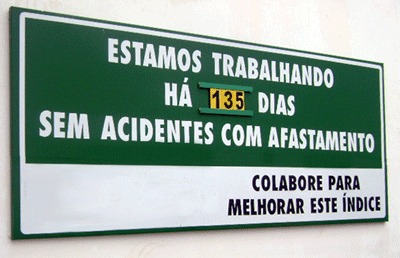 ESTAMOS TRABALHANDO
HÁ 135 DIAS
SEM ACIDENTES COM AFASTAMENTO
COLABORE PARA
MELHORAR ESTE ÍNDICE